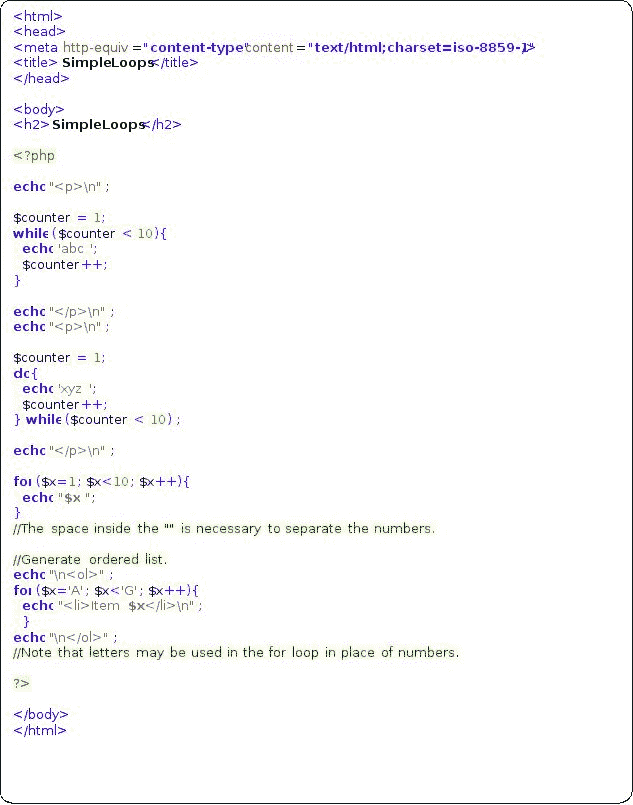 <html>
<head>
<meta http-equiv ="content-type" content ="text/html;charset=iso-8859-1" />
<title> SimpleLoops </title>
</head>
<body>
<h2> SimpleLoops </h2>
<?php
echo "<p>\n" ;
$counter = 1;
while ($counter < 10){
echo 'abc ';
$counter++;
}
echo "</p>\n" ;
echo "<p>\n" ;
$counter = 1;
do{
echo 'xyz ';
$counter++;
} while ($counter < 10) ;
echo "</p>\n" ;
for ($x=1; $x<10; $x++){
echo "$x ";
}
//The space inside the "" is necessary to separate the numbers.
//Generate ordered list.
echo "\n<ol>" ;
for ($x='A'; $x<'G'; $x++){
echo "<li>Item $x</li>\n" ;
}
echo "\n</ol>" ;
//Note that letters may be used in the for loop in place of numbers.
?>
</body>
</html>